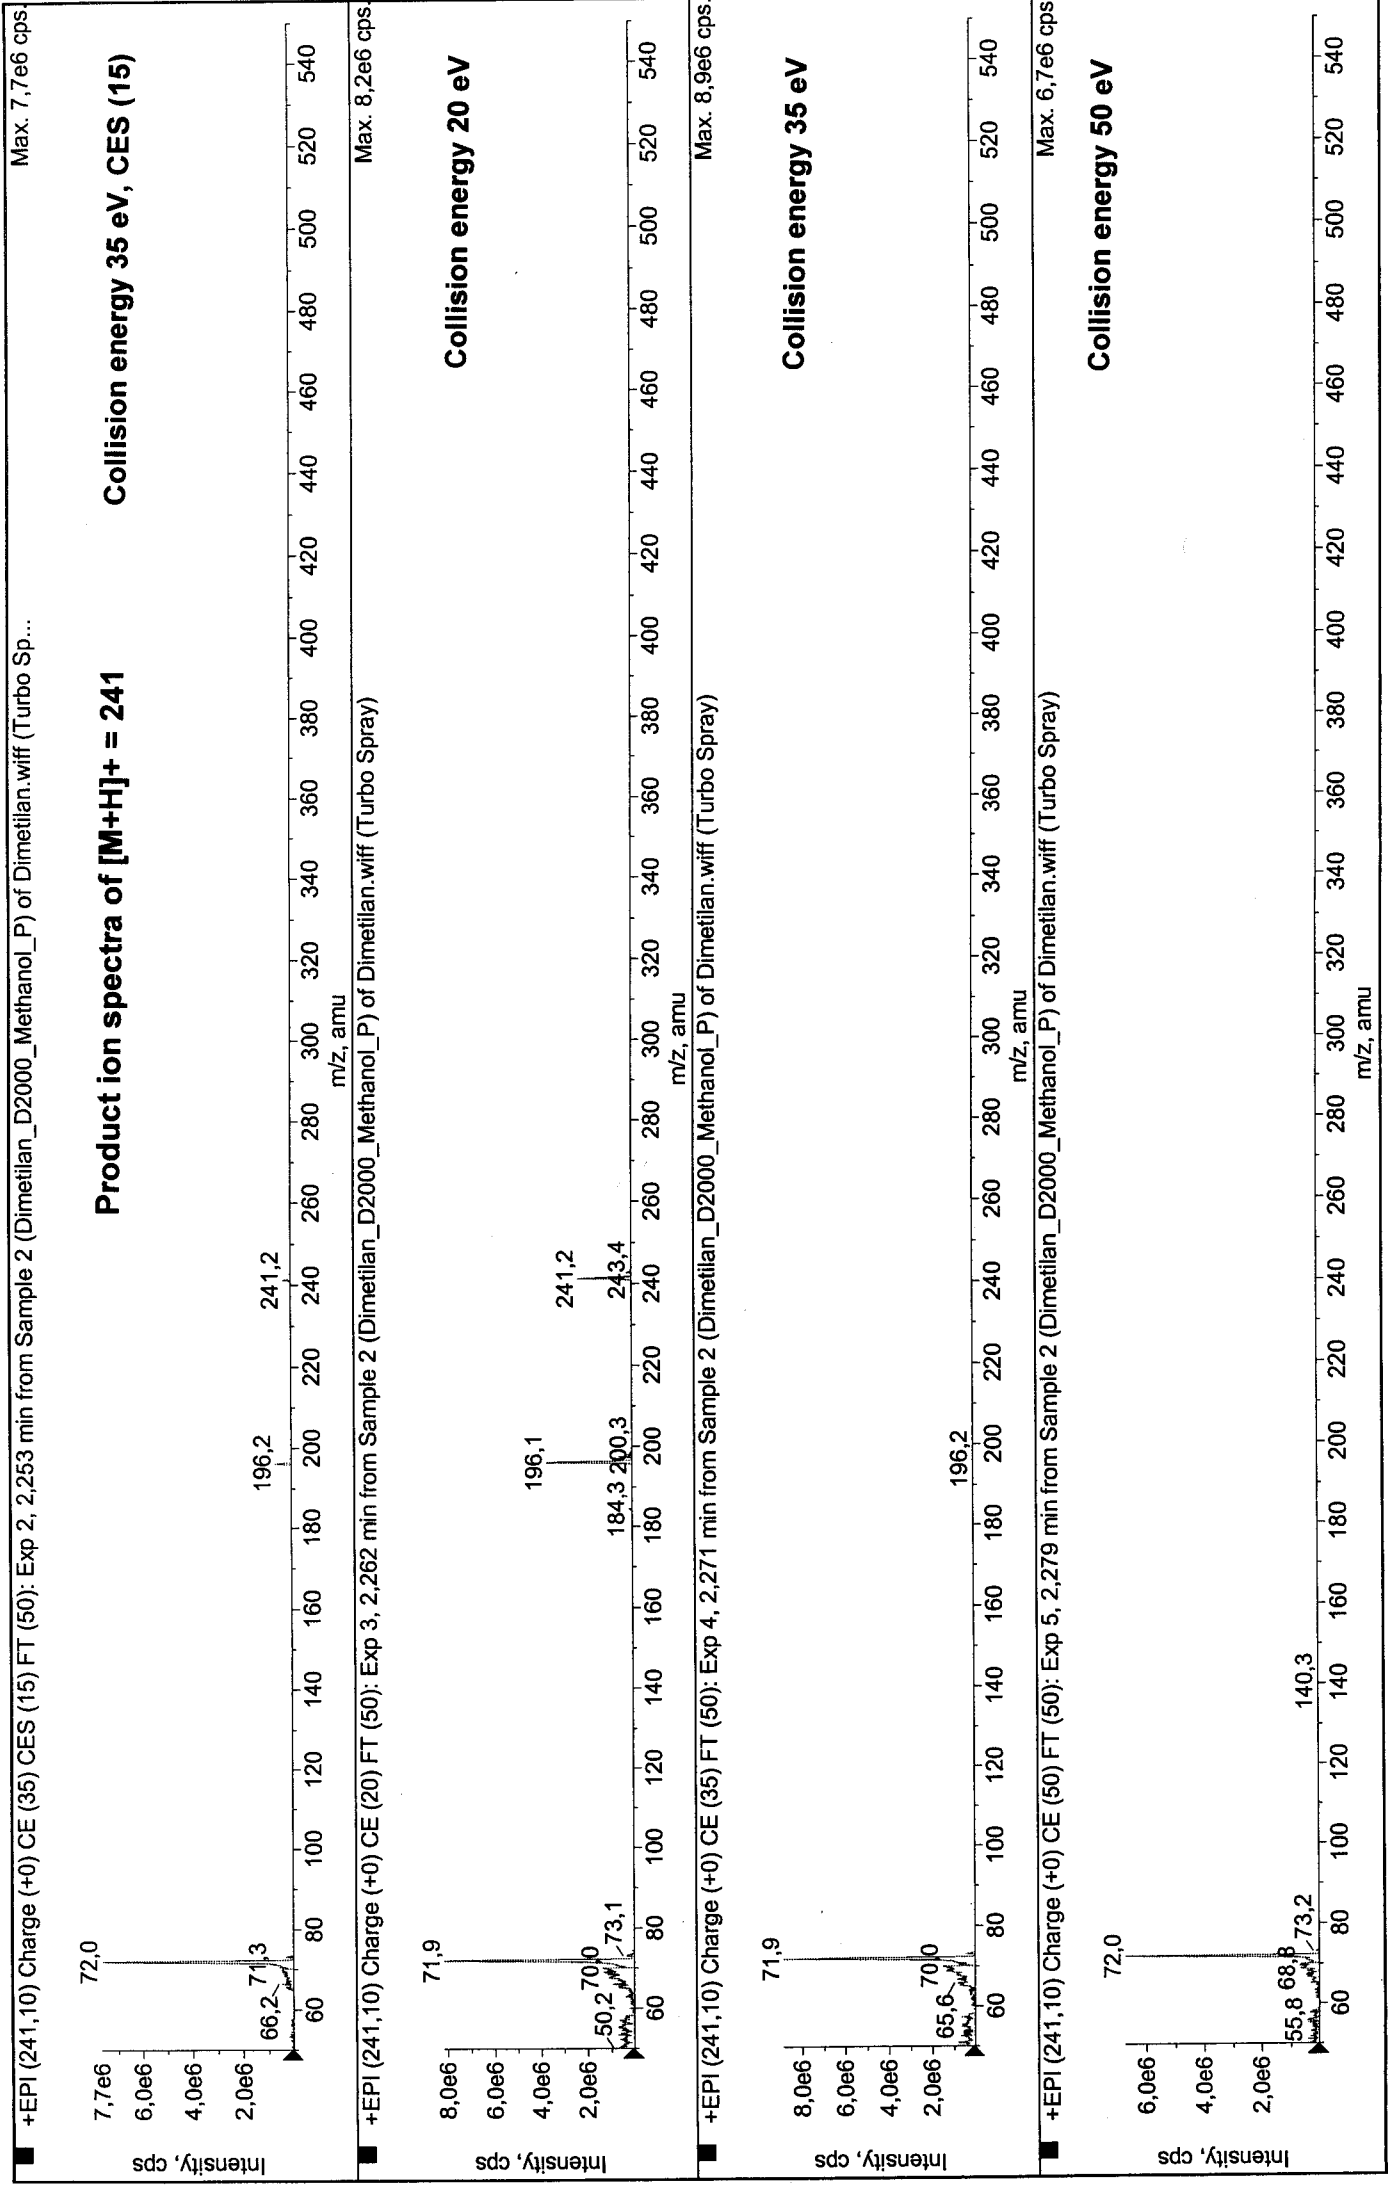 +EPI (241,10) Charge (+0) CE (35) CES (15) FT (50): Exp 2, 2,253 min from Sample 2 (Dimetilan_D2000_Methanol_P) of Dimetilan.wiff (Turbo Sp... Max. 7,7e6 cps.
Product ion spectra of [M+H]+ = 241 Collision energy 35 eV, CES (15)
7,7e6
6,0e6
4,0e6
2,0e6
Intensity, cps
72,0
66,2
71,3
196,2
241,2
60 80 100 120 140 160 180 200 220 240 260 280 300 320 340 360 380 400 420 440 460 480 500 520 540
m/z, amu
+EPI (241,10) Charge (+0) CE (20) FT (50): Exp 3, 2,262 min from Sample 2 (Dimetilan_D2000_Methanol_P) of Dimetilan.wiff (Turbo Spray) Max. 8,2e6 cps.
Collision energy 20 eV
8,0e6
6,0e6
4,0e6
2,0e6
Intensity, cps
71,9
50,2
70,0
73,1
196,1
184,3
200,3
241,2
243,4
60 80 100 120 140 160 180 200 220 240 260 280 300 320 340 360 380 400 420 440 460 480 500 520 540
m/z, amu
+EPI (241,10) Charge (+0) CE (35) FT (50): Exp 4, 2,271 min from Sample 2 (Dimetilan_D2000_Methanol_P) of Dimetilan.wiff (Turbo Spray) Max. 8,9e6 cps.
Collision energy 35 eV
8,0e6
6,0e6
4,0e6
2,0e6
Intensity, cps
71,9
65,6
70,0
196,2
60 80 100 120 140 160 180 200 220 240 260 280 300 320 340 360 380 400 420 440 460 480 500 520 540
m/z, amu
+EPI (241,10) Charge (+0) CE (50) FT (50): Exp 5, 2,279 min from Sample 2 (Dimetilan_D2000_Methanol_P) of Dimetilan.wiff (Turbo Spray) Max. 6,7e6 cps.
Collision energy 50 eV
6,0e6
4,0e6
2,0e6
Intensity, cps
72,0
55,8
68,8
73,2
140,3
60 80 100 120 140 160 180 200 220 240 260 280 300 320 340 360 380 400 420 440 460 480 500 520 540
m/z, amu